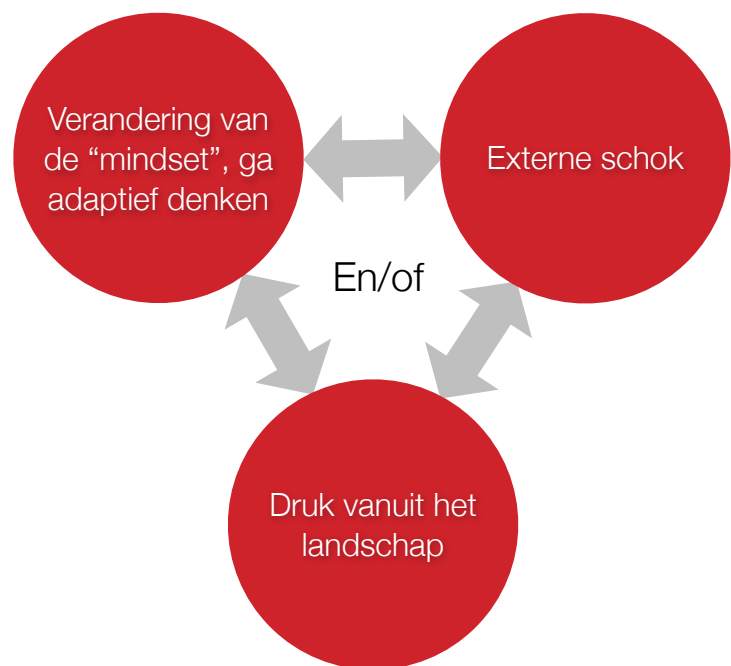 Verandering van
de “mindset”, ga
adaptief denken
Externe schok
En/of
Druk vanuit het
landschap